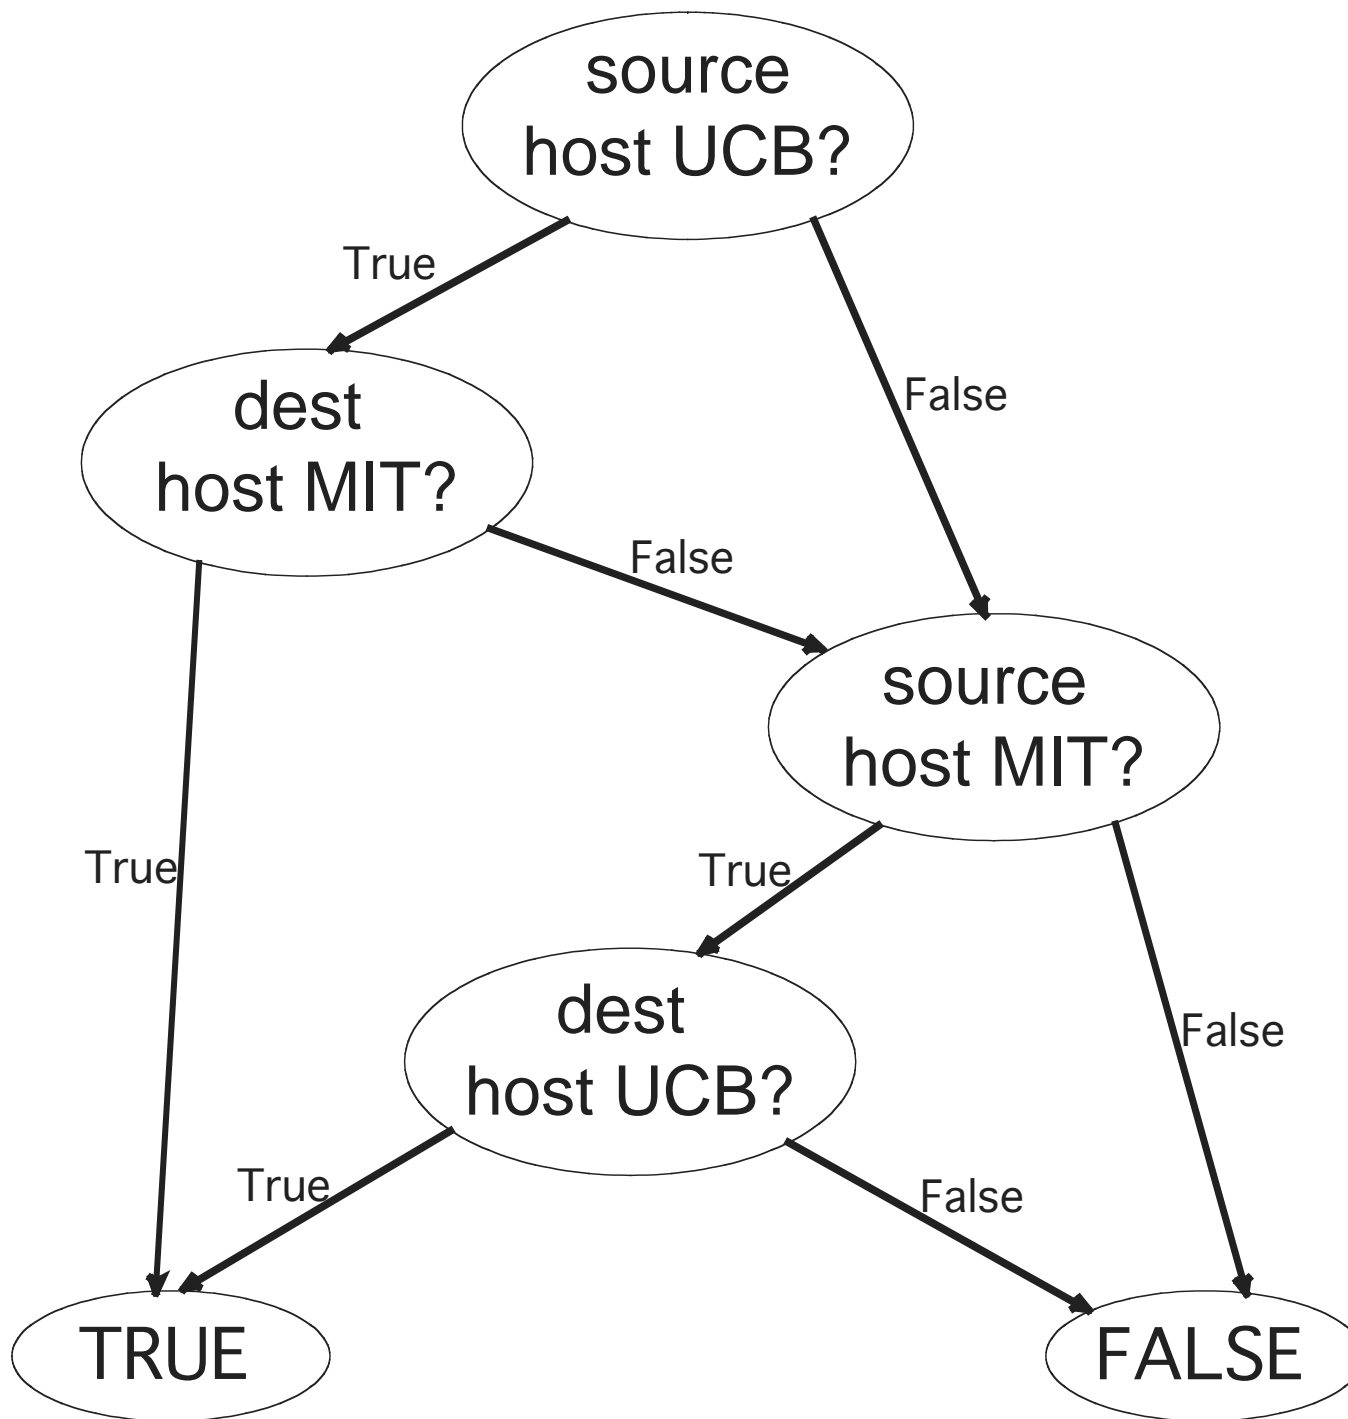 source
host UCB?
True
False
dest
host MIT?
False
source
host MIT?
True
True
dest
host UCB?
False
True
False
TRUE
FALSE